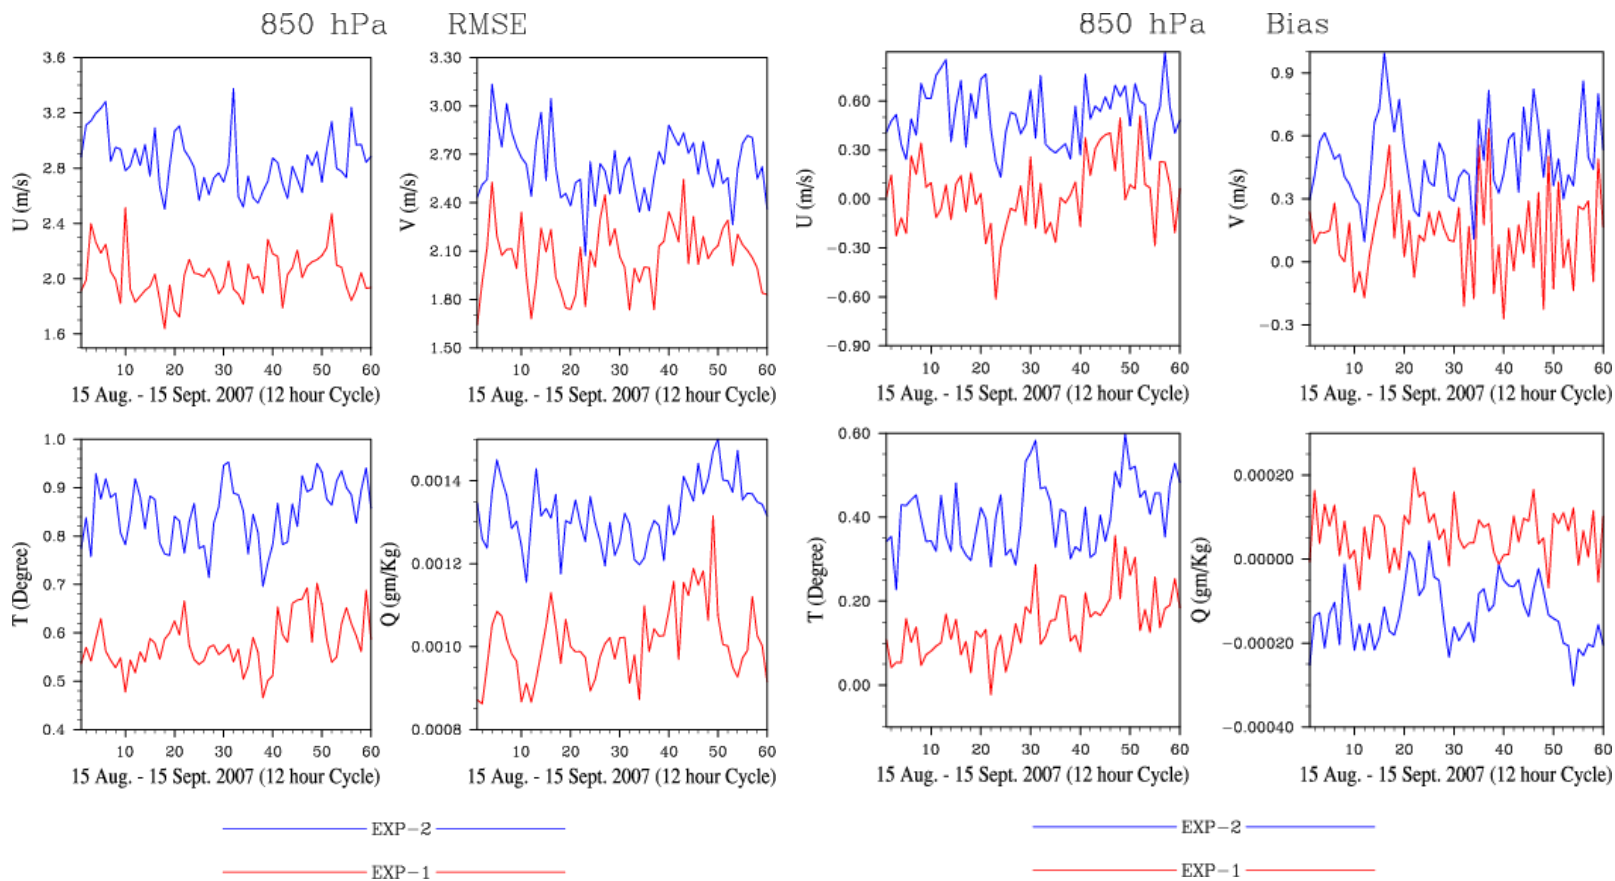 850 hPa RMSE
850 hPa Bias
3.6
3.2
2.8
2.4
2.0
1.6
U (m/s)
10 20 30 40 50 60
15 Aug. - 15 Sept. 2007 (12 hour Cycle)
3.30
3.00
2.70
2.40
2.10
1.80
1.50
V (m/s)
10 20 30 40 50 60
15 Aug. - 15 Sept. 2007 (12 hour Cycle)
0.60
0.30
0.00
−0.30
−0.60
−0.90
U (m/s)
10 20 30 40 50 60
15 Aug. - 15 Sept. 2007 (12 hour Cycle)
0.9
0.6
0.3
0.0
−0.3
V (m/s)
10 20 30 40 50 60
15 Aug. - 15 Sept. 2007 (12 hour Cycle)
1.0
0.9
0.8
0.7
0.6
0.5
0.4
T (Degree)
10 20 30 40 50 60
15 Aug. - 15 Sept. 2007 (12 hour Cycle)
0.0014
0.0012
0.0010
0.0008
Q (gm/Kg)
10 20 30 40 50 60
15 Aug. - 15 Sept. 2007 (12 hour Cycle)
0.60
0.40
0.20
0.00
T (Degree)
10 20 30 40 50 60
15 Aug. - 15 Sept. 2007 (12 hour Cycle)
0.00020
0.00000
−0.00020
−0.00040
Q (gm/Kg)
10 20 30 40 50 60
15 Aug. - 15 Sept. 2007 (12 hour Cycle)
EXP−2
EXP−1
EXP−2
EXP−1